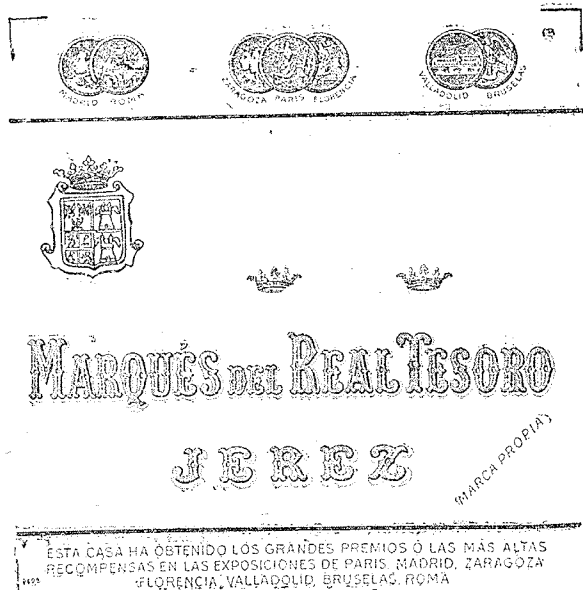 MADRID ROMA
ZARAGOZA PARIS FLORENCIA
VALLADOLID BRUSELAS
MARQUÉS DEL REAL TESORO
JEREZ
MARCA PROPIA
ESTA CASA HA OBTENIDO LOS GRANDES PREMIOS Ó LAS MÁS ALTAS
RECOMPENSAS EN LAS EXPOSICIONES DE PARIS, MADRID, ZARAGOZA
FLORENCIA, VALLADOLID, BRUSELAS, ROMA